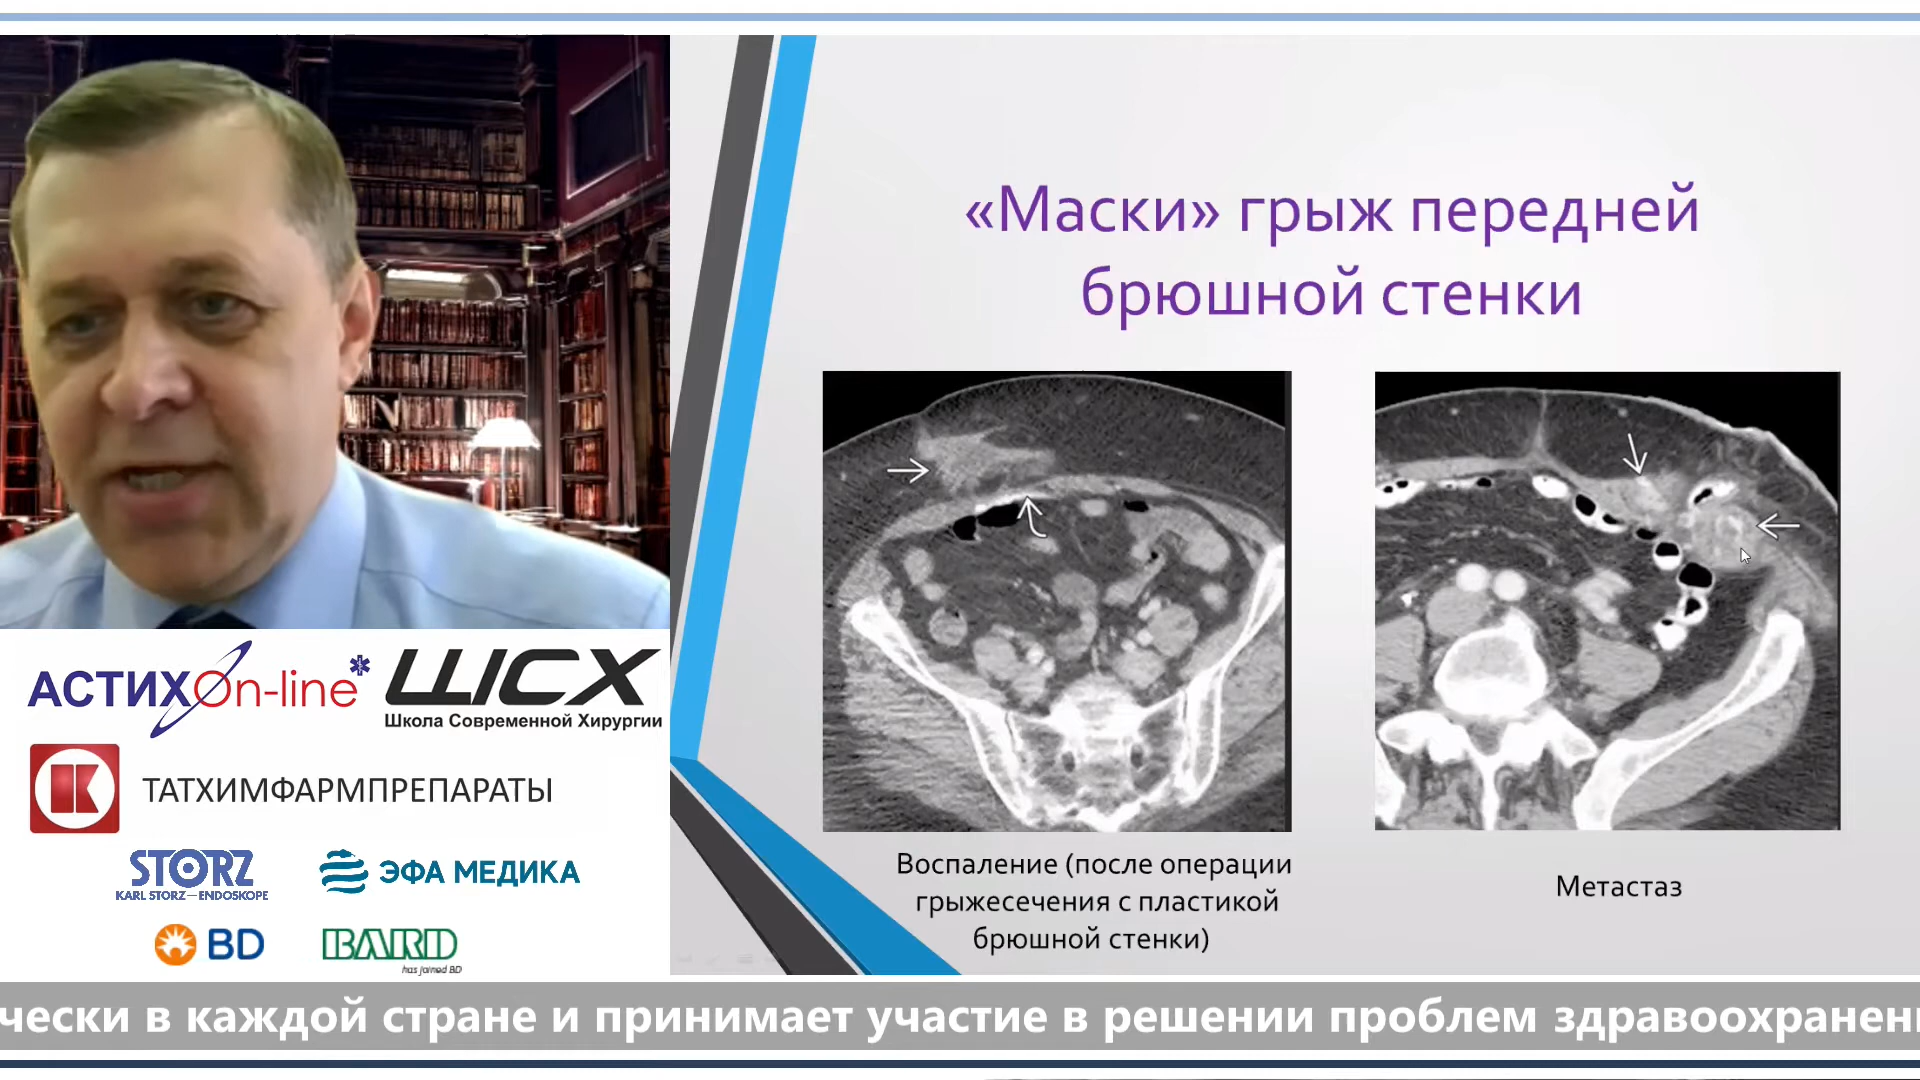 «Маски» грыж передней
брюшной стенки
Воспаление (после операции
грыжесечения с пластикой
брюшной стенки)
Метастаз
АСТИХOn-line
ШСХ
Школа Современной Хирургии
ТАТХИМФАРМПРЕПАРАТЫ
STORZ
KARL STORZ—ENDOSKOPE
ЭФА МЕДИКА
BD
BARD
has joined BD
чески в каждой стране и принимает участие в решении проблем здравоохранен